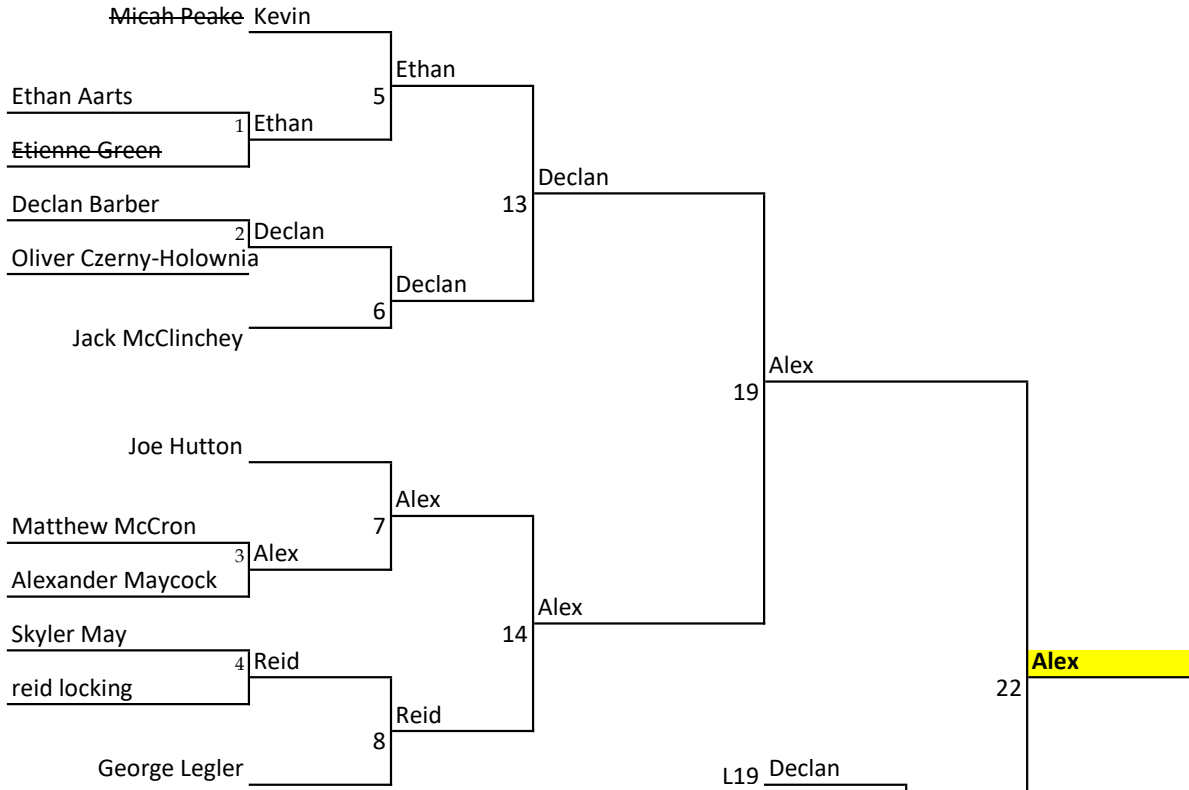 Micah Peake Kevin
Ethan
5
Ethan Aarts
1 Ethan
Etienne Green
Declan
13
Declan Barber
2 Declan
Oliver Czerny-Holownia
Declan
6
Jack McClinchey
Alex
19
Joe Hutton
Alex
7
Matthew McCron
3 Alex
Alexander Maycock
Alex
14
Skyler May
4 Reid
reid locking
Alex
22
Reid
8
George Legler
L19 Declan